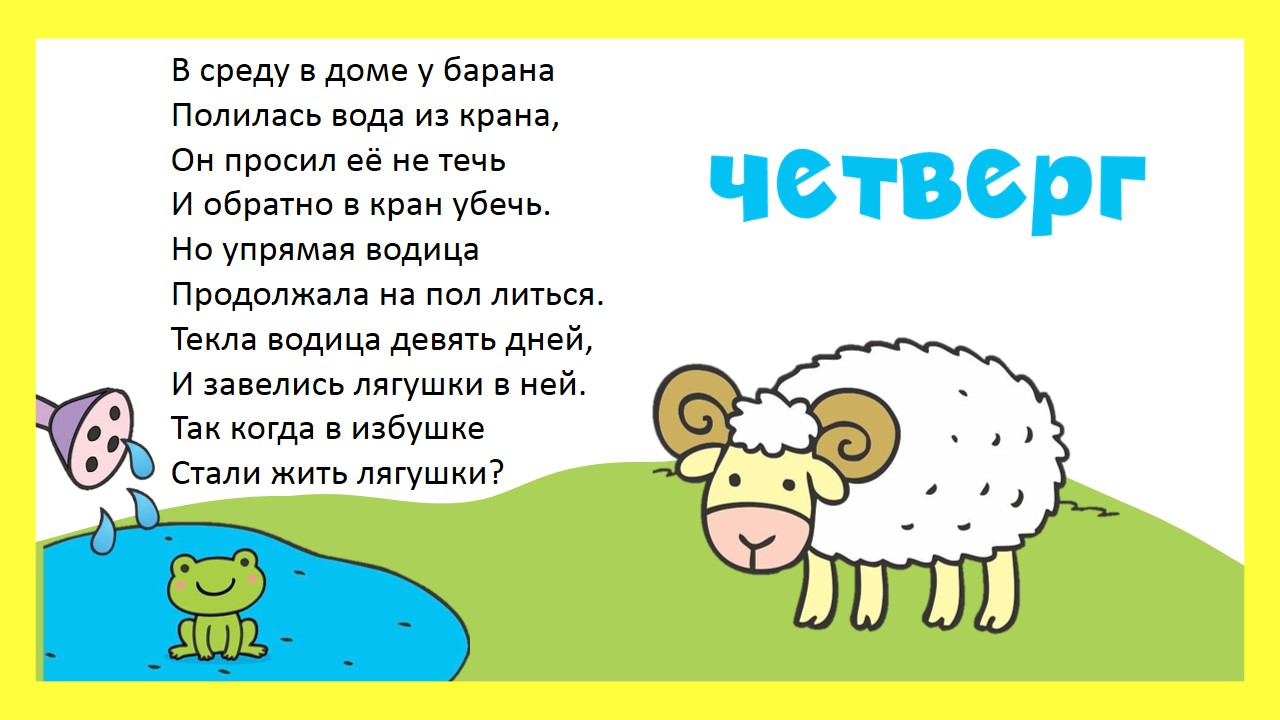 В среду в доме у барана
Полилась вода из крана,
Он просил её не течь
И обратно в кран убечь.
Но упрямая водица
Продолжала на пол литься.
Текла водица девять дней,
И завелись лягушки в ней.
Так когда в избушке
Стали жить лягушки?
четверг